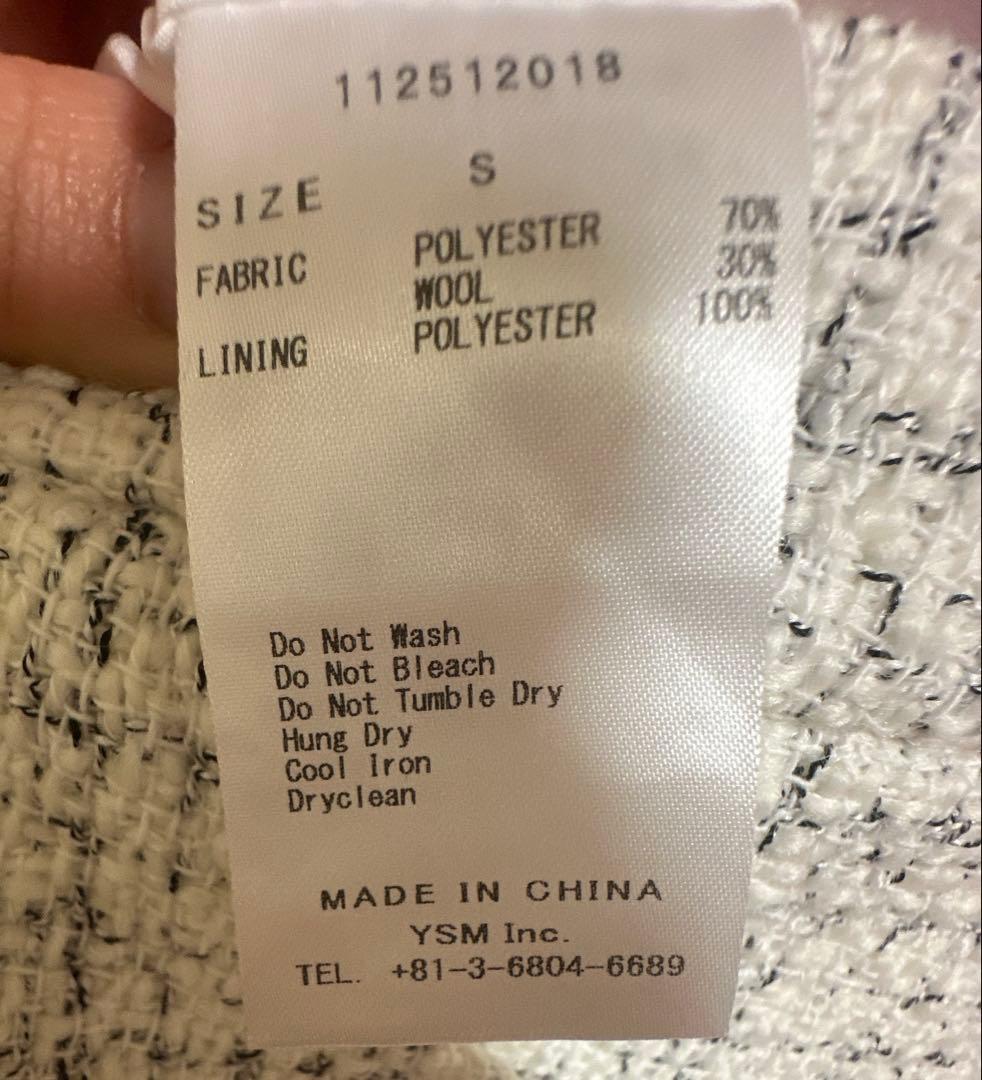 112512018
SIZE S
FABRIC POLYESTER 70%
WOOL 30%
LINING POLYESTER 100%
Do Not Wash
Do Not Bleach
Do Not Tumble Dry
Hung Dry
Cool Iron
Dryclean
MADE IN CHINA
YSM Inc.
TEL. +81-3-6804-6689